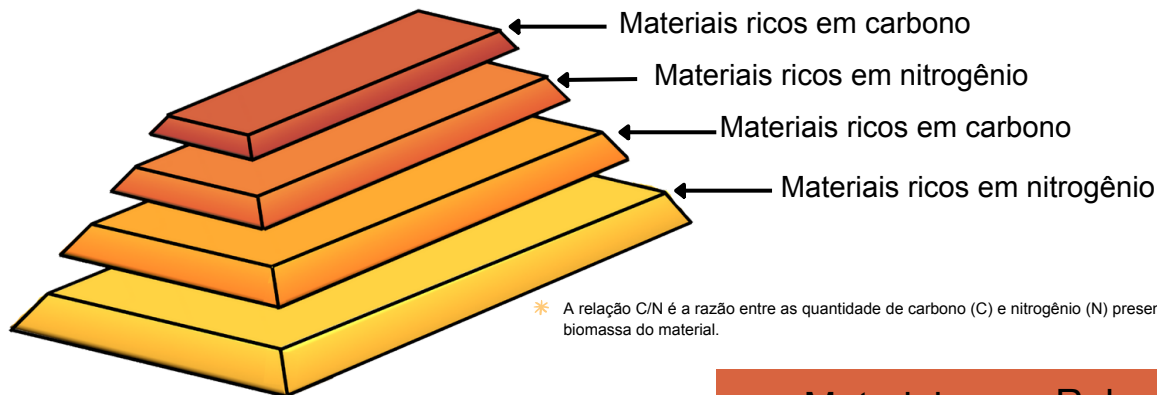 Materiais ricos em carbono
Materiais ricos em nitrogênio
Materiais ricos em carbono
Materiais ricos em nitrogênio
A relação C/N é a razão entre as quantidade de carbono (C) e nitrogênio (N)
biomassa do material.